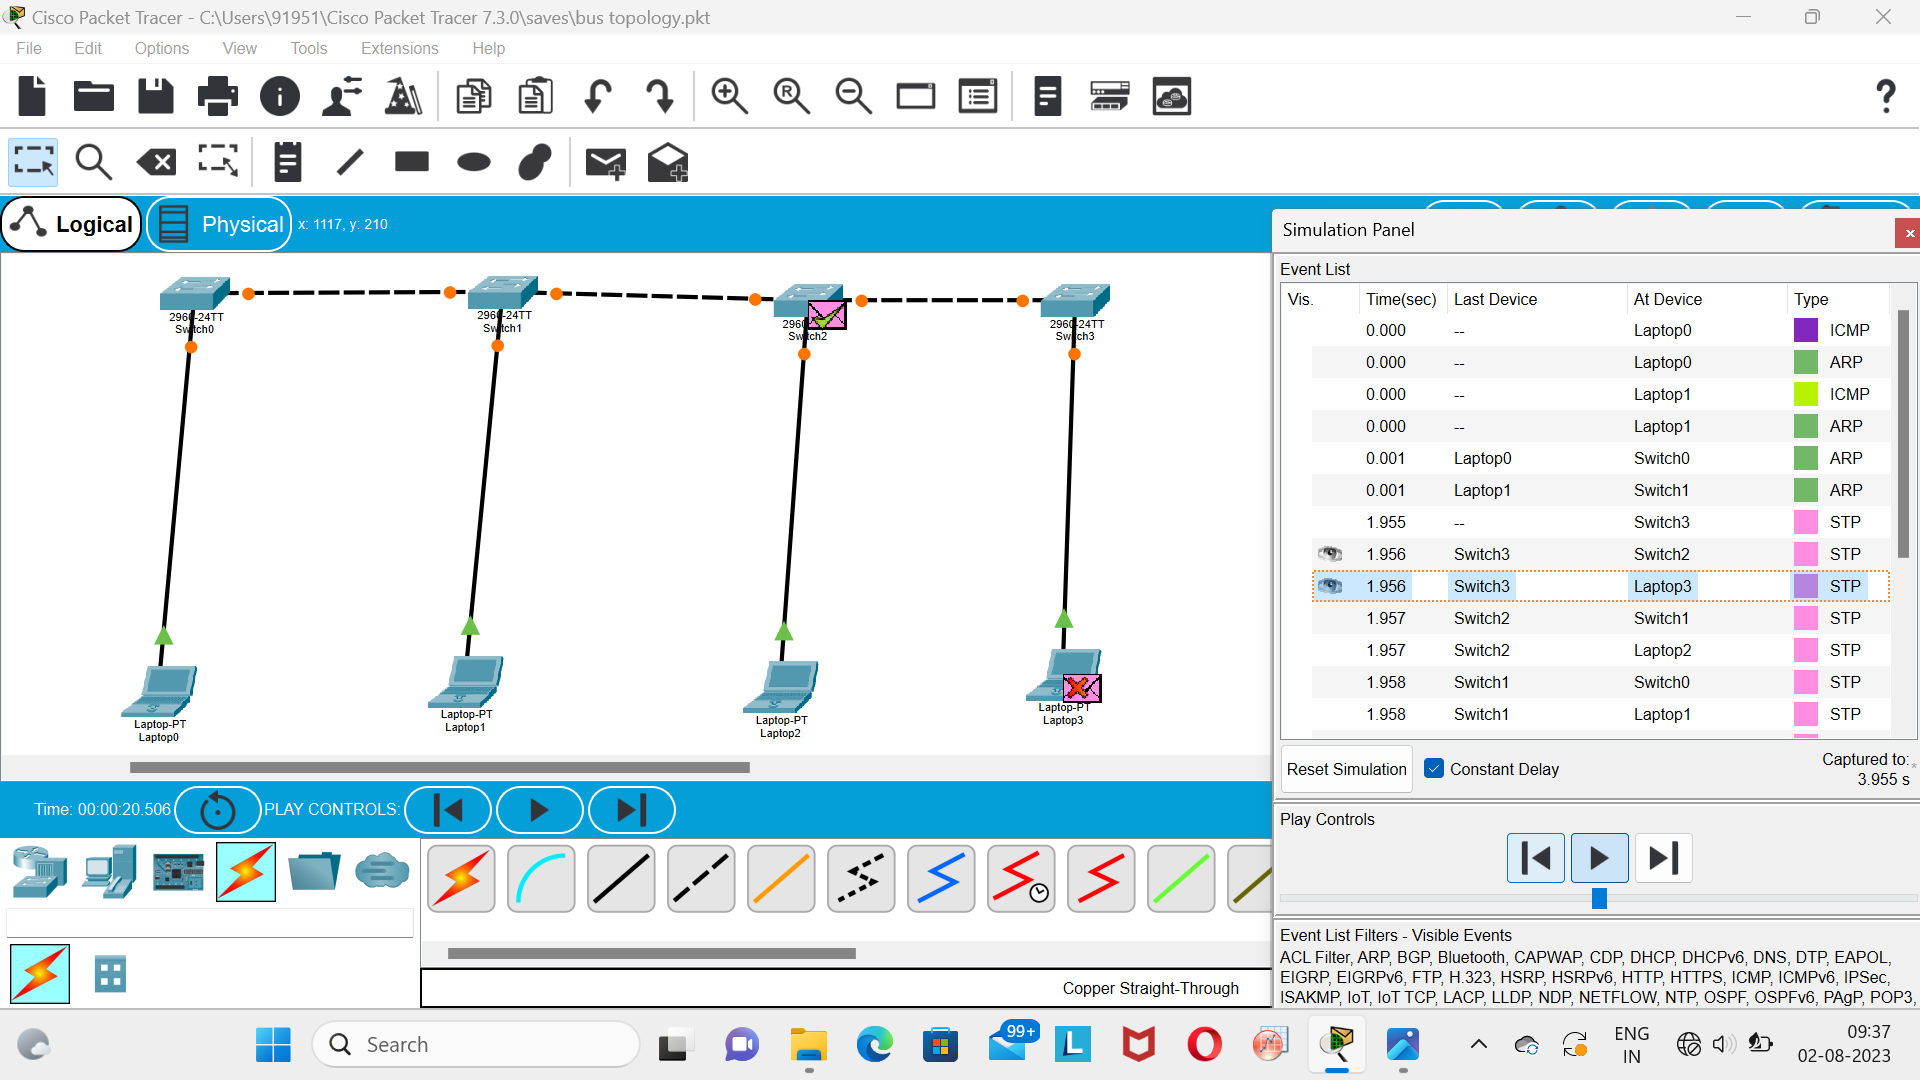 Cisco Packet Tracer - C:\Users\91951\Cisco Packet Tracer 7.3.0\saves\bus topology.pkt
File Edit Options View Tools Extensions Help
R
?
Logical Physical x: 1117, y: 210
Simulation Panel
Event List
Vis. Time(sec) Last Device At Device Type
0.000 -- Laptop0 ICMP
0.000 -- Laptop0 ARP
0.000 -- Laptop1 ICMP
0.000 -- Laptop1 ARP
0.001 Laptop0 Switch0 ARP
0.001 Laptop1 Switch1 ARP
1.955 -- Switch3 STP
1.956 Switch3 Switch2 STP
1.956 Switch3 Laptop3 STP
1.957 Switch2 Switch1 STP
1.957 Switch2 Laptop2 STP
1.958 Switch1 Switch0 STP
1.958 Switch1 Laptop1 STP
2960-24TT
Switch0
2960-24TT
Switch1
Switch2
2960-24TT
Switch3
Laptop-PT
Laptop0
Laptop-PT
Laptop1
Laptop-PT
Laptop2
Laptop-PT
Laptop3
Reset Simulation Constant Delay Captured to:
3.955 s
Time: 00:00:20.506 PLAY CONTROLS:
Play Controls
Copper Straight-Through
Event List Filters - Visible Events
ACL Filter, ARP, BGP, Bluetooth, CAPWAP, CDP, DHCP, DHCPv6, DNS, DTP, EAPOL,
EIGRP, EIGRPv6, FTP, H.323, HSRP, HSRPv6, HTTP, HTTPS, ICMP, ICMPv6, IPSec,
ISAKMP, IoT, IoT TCP, LACP, LLDP, NDP, NETFLOW, NTP, OSPF, OSPFv6, PAgP, POP3,
Search
99+
L
ENG
IN
09:37
02-08-2023